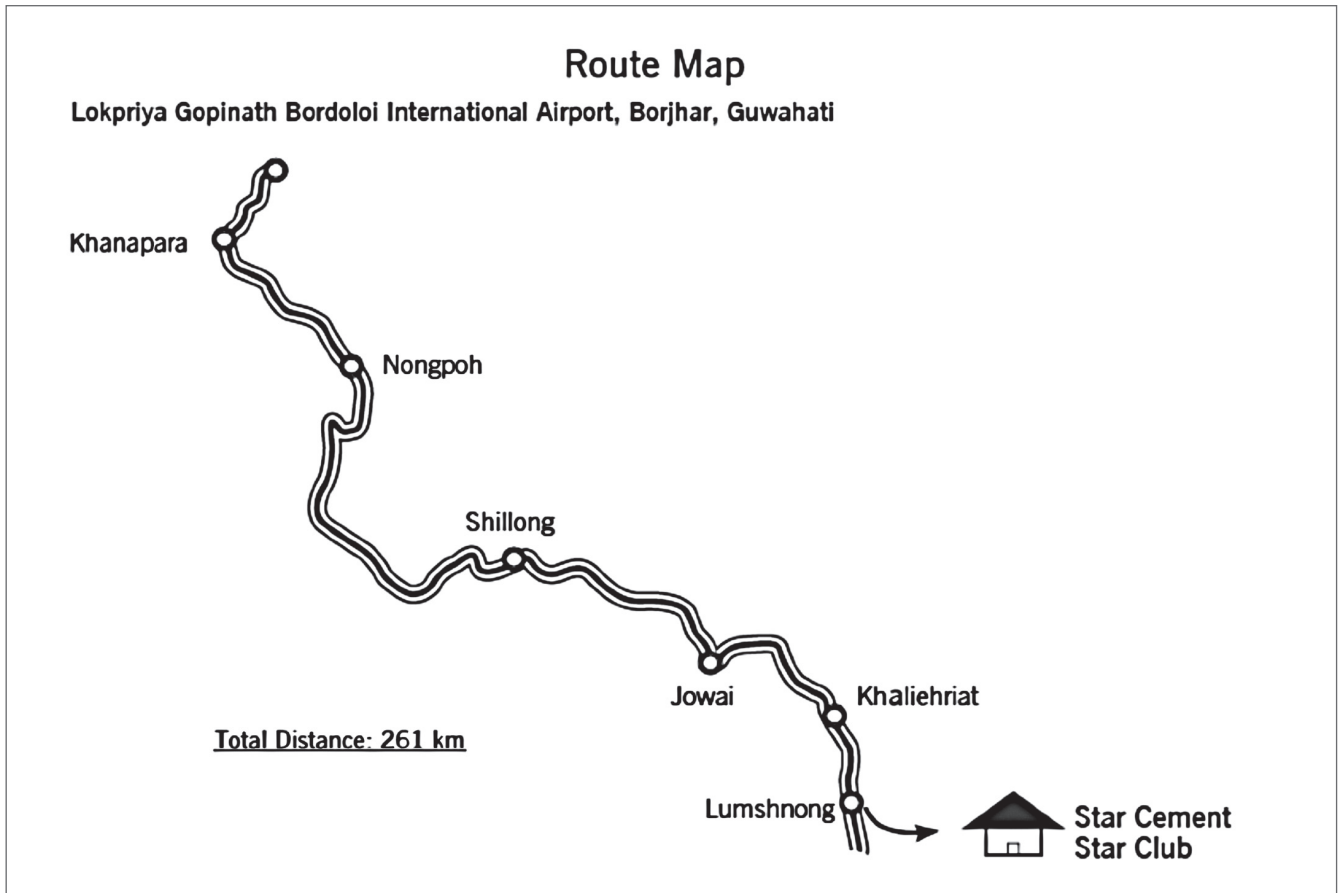 Route Map
Lokpriya Gopinath Bordoloi International Airport, Borjhar, Guwahati
Khanapara
Nongpoh
Shillong
Jowai
Khaliehriat
Total Distance: 261 km
Lumshnong
Star Cement
Star Club